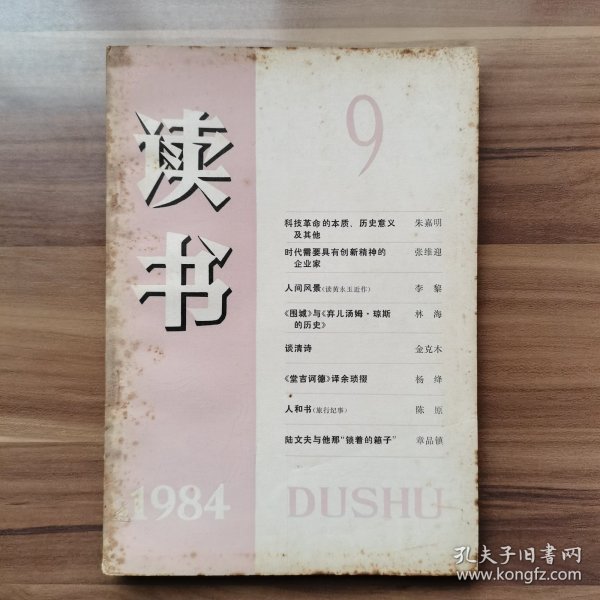 读书
9
科技革命的本质、历史意义 朱嘉明
及其他
时代需要具有创新精神的 张维迎
企业家
人间风景(读黄永玉近作) 李黎
《围城》与《弃儿汤姆·琼斯 林海
的历史》
谈清诗 金克木
《堂吉诃德》译余琐掇 杨绛
人和书(旅行纪事) 陈原
陆文夫与他那“锁着的箱子” 章品镇
1984 DUSHU
孔夫子旧书网
www.kongfz.com